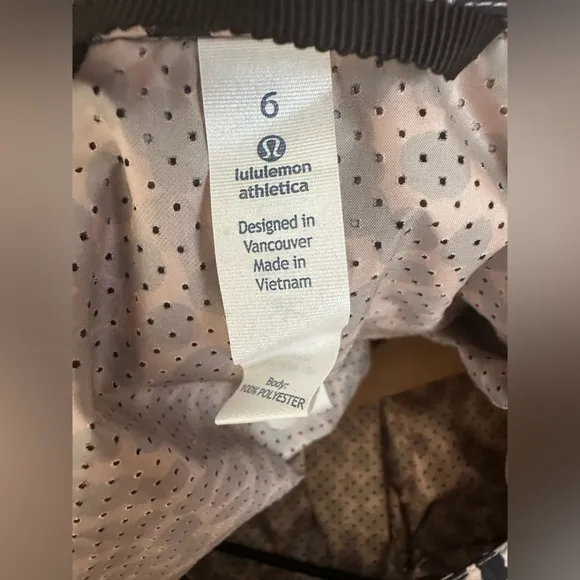 6
lululemon
athletica
Designed in
Vancouver
Made in
Vietnam
Body:
100% POLYESTER